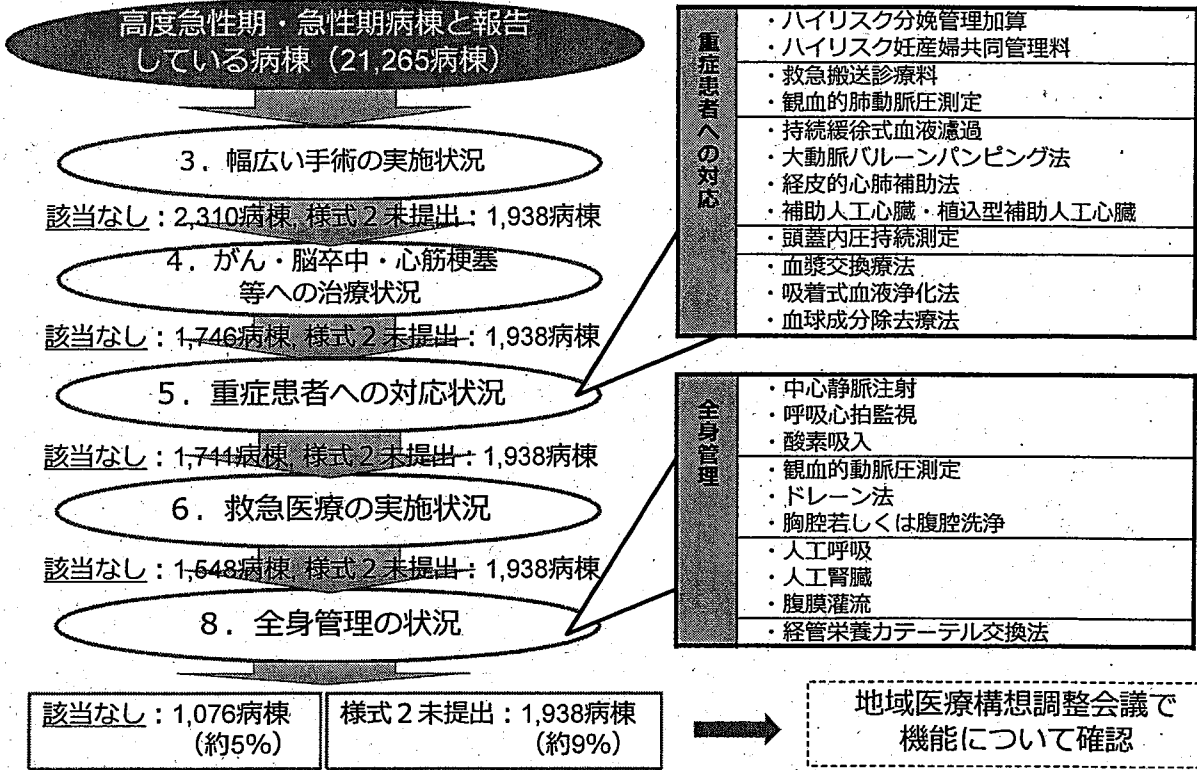 高度急性期・急性期病棟と報告
している病棟（21,265病棟）
3．幅広い手術の実施状況
該当なし：2,310病棟, 様式２未提出：1,938病棟
4．がん・脳卒中・心筋梗塞
等への治療状況
該当なし：1,746病棟, 様式２未提出：1,938病棟
5．重症患者への対応状況
該当なし：1,711病棟, 様式２未提出：1,938病棟
6．救急医療の実施状況
該当なし：1,548病棟, 様式２未提出：1,938病棟
8．全身管理の状況
該当なし：1,076病棟
（約5%）
様式２未提出：1,938病棟
（約9%）
地域医療構想調整会議で
機能について確認
重症患者への対応
・ハイリスク分娩管理加算
・ハイリスク妊産婦共同管理料
・救急搬送診療料
・観血的肺動脈圧測定
・持続緩徐式血液濾過
・大動脈バルーンパンピング法
・経皮的心肺補助法
・補助人工心臓・植込型補助人工心臓
・頭蓋内圧持続測定
・血漿交換療法
・吸着式血液浄化法
・血球成分除去療法
全身管理
・中心静脈注射
・呼吸心拍監視
・酸素吸入
・観血的動脈圧測定
・ドレーン法
・胸腔若しくは腹腔洗浄
・人工呼吸
・人工腎臓
・腹膜灌流
・経管栄養カテーテル交換法